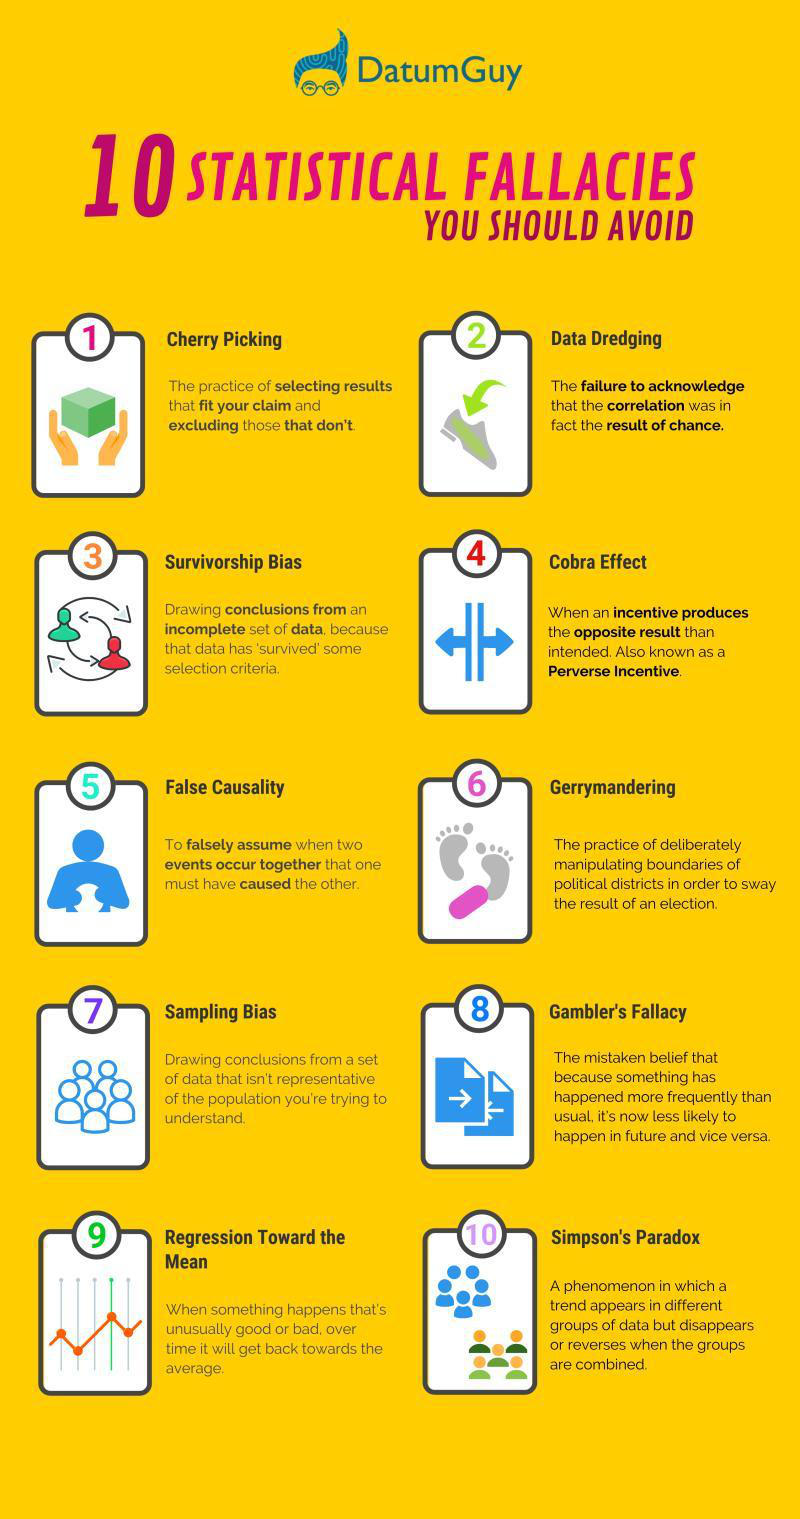 DatumGuy
10 STATISTICAL FALLACIES
YOU SHOULD AVOID
1
Cherry Picking
The practice of selecting results
that fit your claim and
excluding those that don't.
2
Data Dredging
The failure to acknowledge
that the correlation was in
fact the result of chance.
3
Survivorship Bias
Drawing conclusions from an
incomplete set of data, because
that data has 'survived' some
selection criteria.
4
Cobra Effect
When an incentive produces
the opposite result than
intended. Also known as a
Perverse Incentive.
5
False Causality
To falsely assume when two
events occur together that one
must have caused the other.
6
Gerrymandering
The practice of deliberately
manipulating boundaries of
political districts in order to sway
the result of an election.
7
Sampling Bias
Drawing conclusions from a set
of data that isn't representative
of the population you're trying to
understand.
8
Gambler's Fallacy
The mistaken belief that
because something has
happened more frequently than
usual, it's now less likely to
happen in future and vice versa.
9
Regression Toward the
Mean
When something happens that's
unusually good or bad, over
time it will get back towards the
average.
10
Simpson's Paradox
A phenomenon in which a
trend appears in different
groups of data but disappears
or reverses when the groups
are combined.